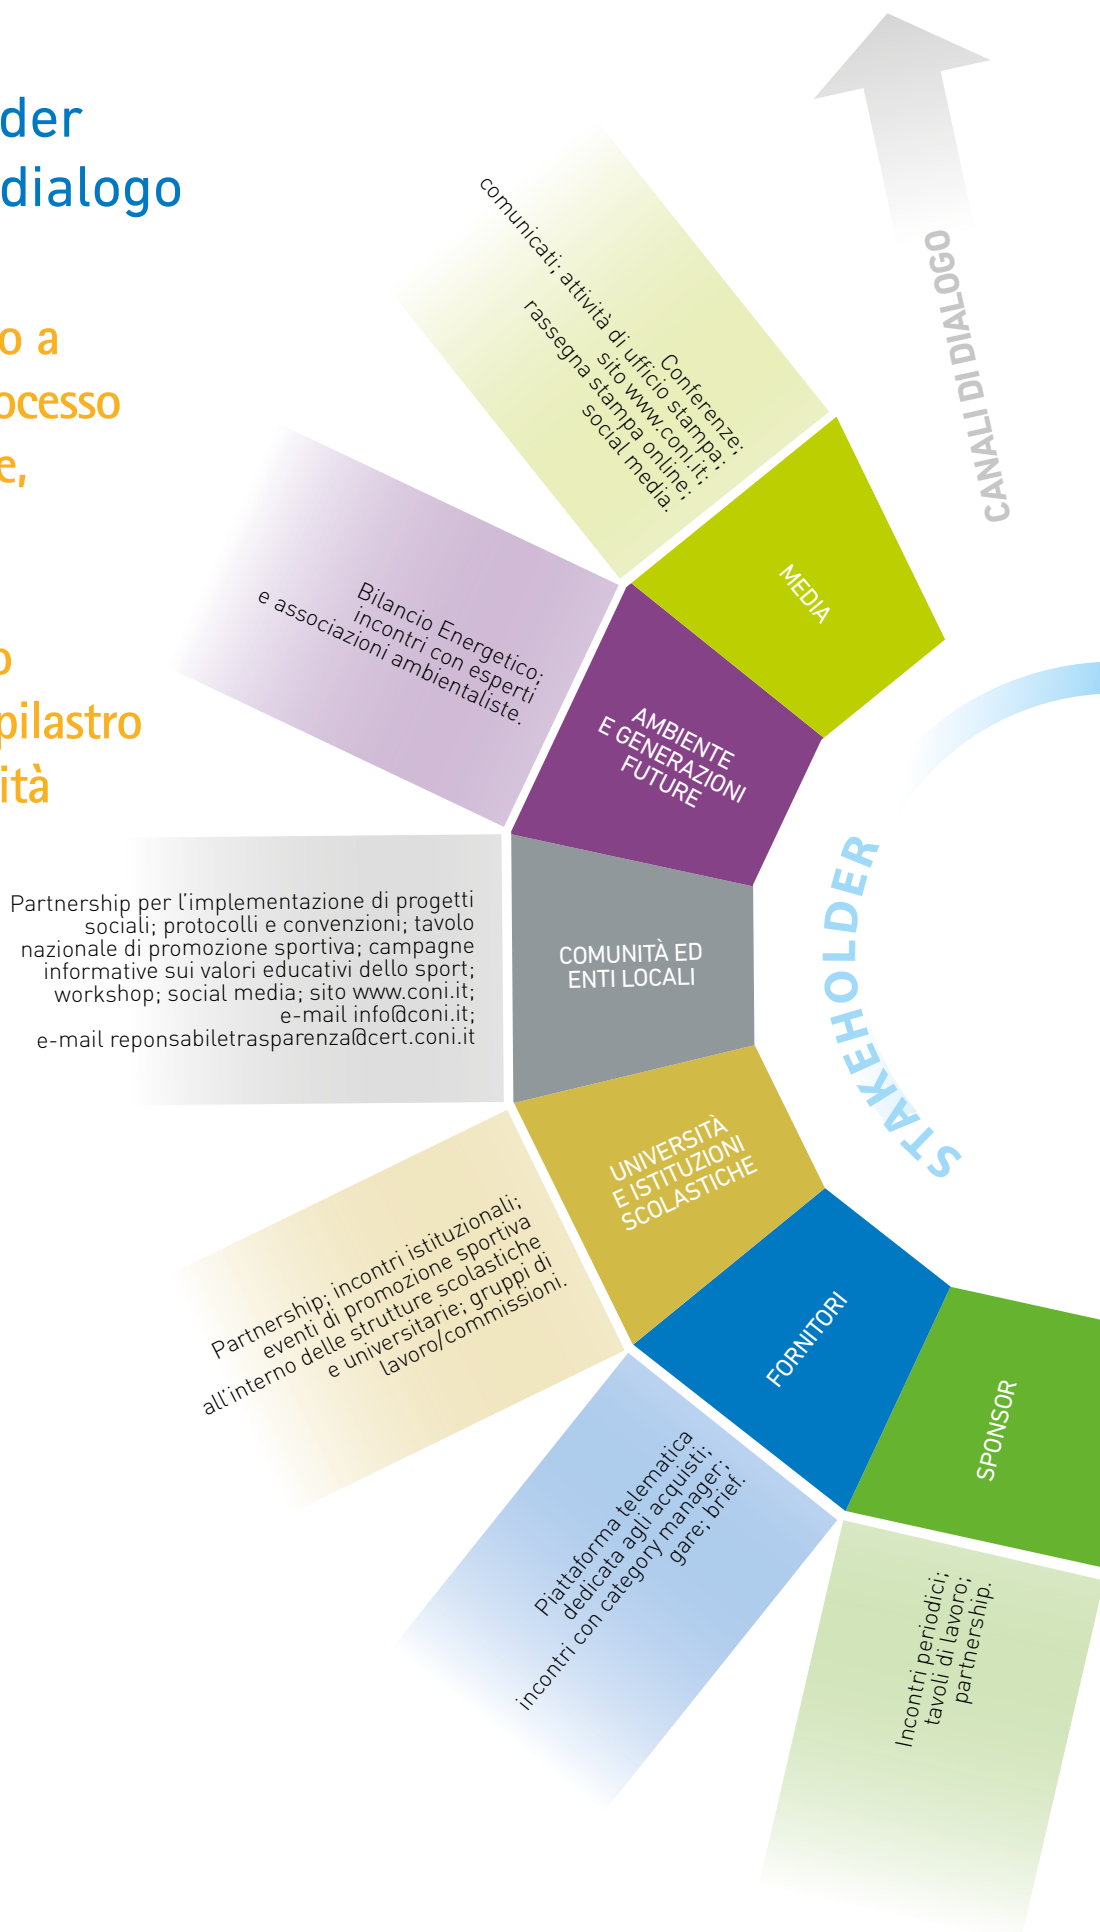 der
dialogo
o a
ocesso
e,
o
pilastro
ità
CANALI DI DIALOGO
Conferenze;
comunicati; attività di ufficio stampa;
sito www.coni.it;
rassegna stampa online;
social media.
MEDIA
Bilancio Energetico;
incontri con esperti
e associazioni ambientaliste.
AMBIENTE
E GENERAZIONI
FUTURE
Partnership per l'implementazione di progetti
sociali; protocolli e convenzioni; tavolo
nazionale di promozione sportiva; campagne
informative sui valori educativi dello sport;
workshop; social media; sito www.coni.it;
e-mail info@coni.it;
e-mail reponsabiletrasparenza@cert.coni.it
COMUNITÀ ED
ENTI LOCALI
STAKEHOLDER
Partnership; incontri istituzionali;
eventi di promozione sportiva
all'interno delle strutture scolastiche
e universitarie; gruppi di
lavoro/commissioni.
UNIVERSITÀ
E ISTITUZIONI
SCOLASTICHE
Piattaforma telematica
dedicata agli acquisti;
incontri con category manager;
gare; brief.
FORNITORI
Incontri periodici;
tavoli di lavoro;
partnership.
SPONSOR